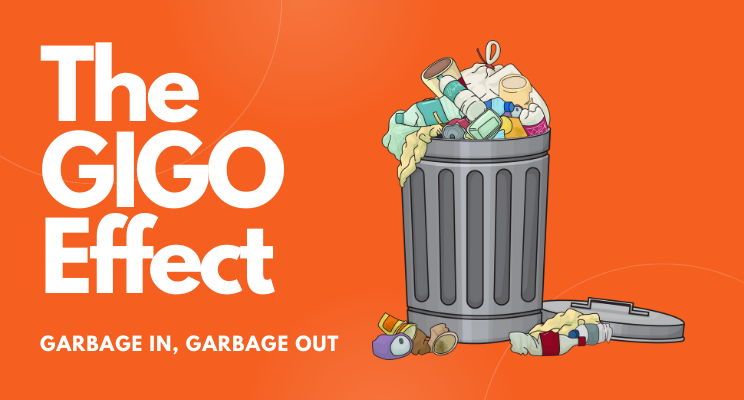 The
GIGO
Effect
GARBAGE IN, GARBAGE OUT